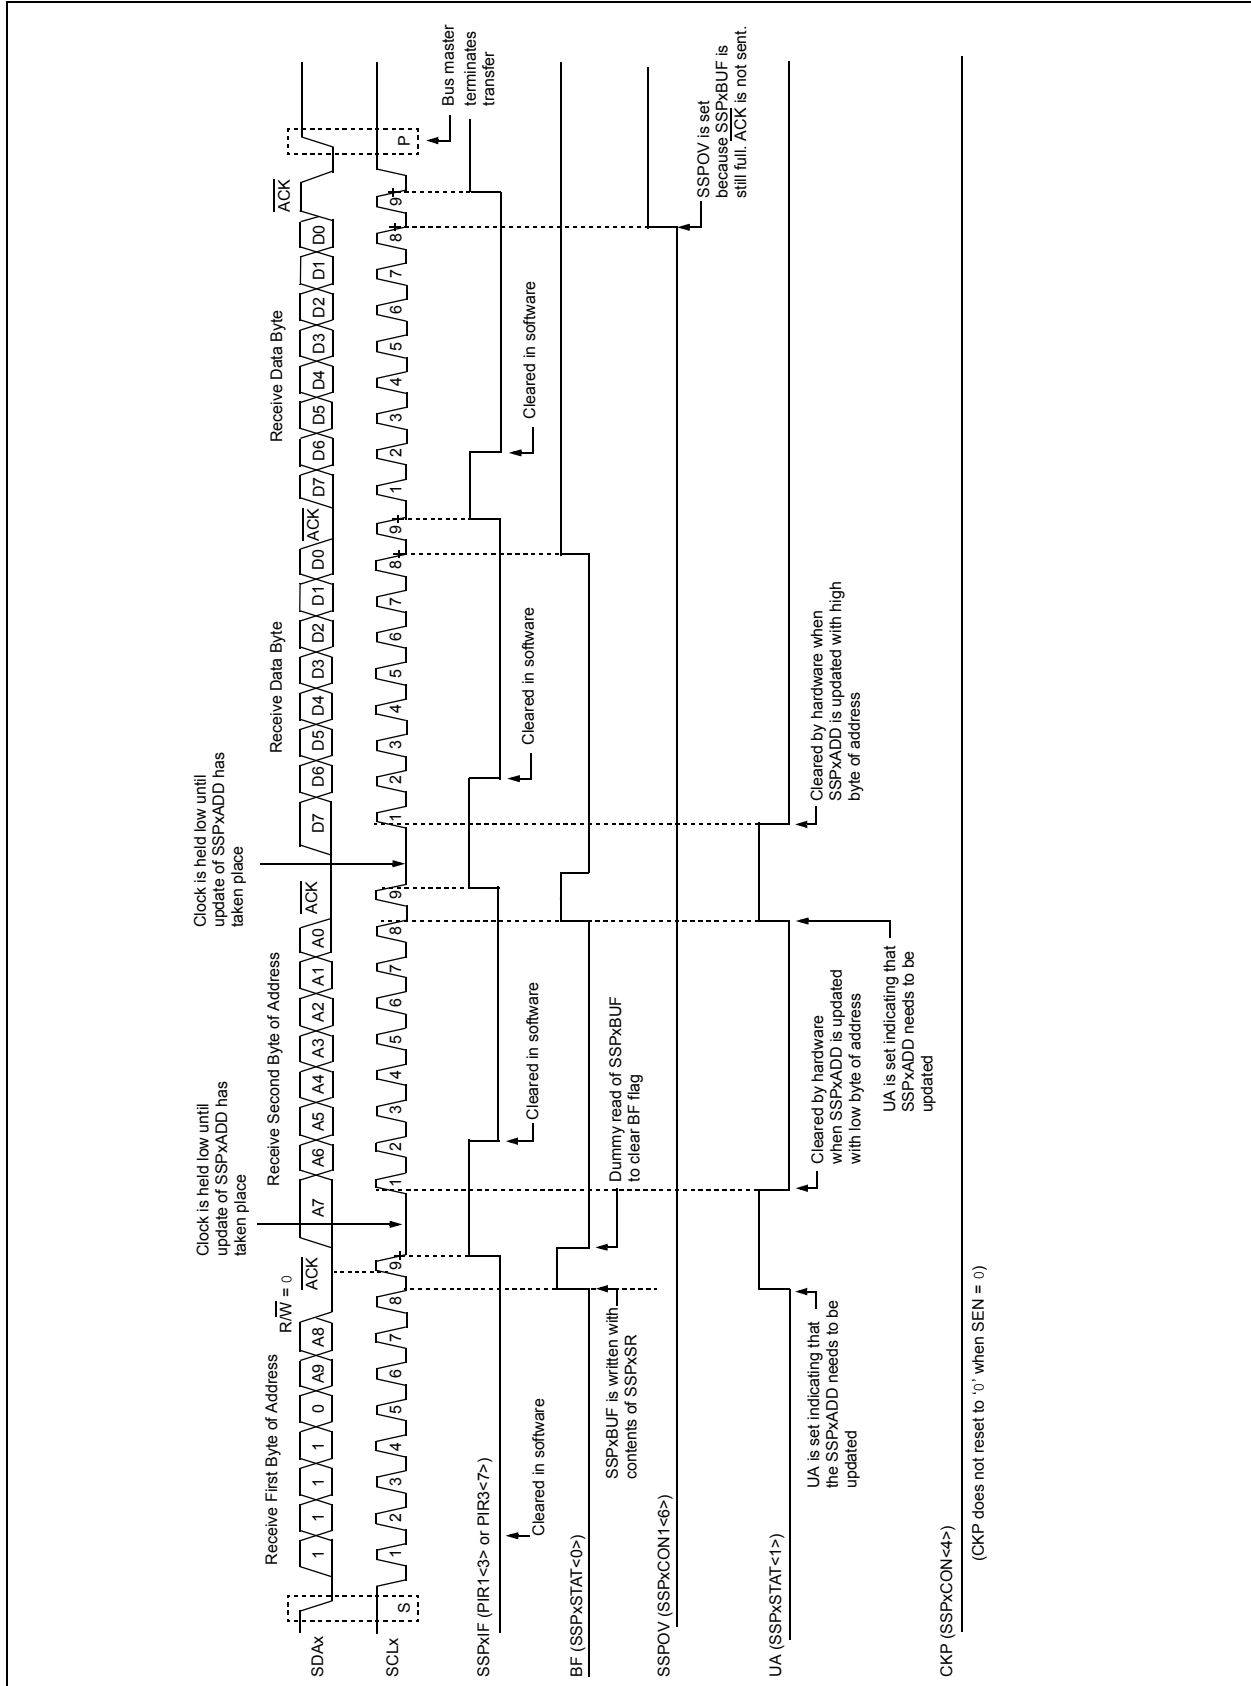 Clock is held low until
update of SSPxADD has
taken place
Clock is held low until
update of SSPxADD has
taken place
Receive First Byte of Address
R/W = 0
Receive Second Byte of Address
Receive Data Byte
Receive Data Byte
ACK
SDAx
1 1 1 1 0 A9 A8 ACK A7 A6 A5 A4 A3 A2 A1 A0 ACK D7 D6 D5 D4 D3 D2 D1 D0 ACK D7 D6 D5 D4 D3 D2 D1 D0
SCLx
S 1 2 3 4 5 6 7 8 9 1 2 3 4 5 6 7 8 9 1 2 3 4 5 6 7 8 9 1 2 3 4 5 6 7 8 9 P
Bus master
terminates
transfer
SSPxIF (PIR1<3> or PIR3<7>)
Cleared in software
Cleared in software
Cleared in software
Cleared in software
BF (SSPxSTAT<0>)
SSPxBUF is written with
contents of SSPxSR
Dummy read of SSPxBUF
to clear BF flag
SSPOV (SSPxCON1<6>)
SSPOV is set
because SSPxBUF is
still full. ACK is not sent.
UA (SSPxSTAT<1>)
UA is set indicating that
the SSPxADD needs to be
updated
Cleared by hardware
when SSPxADD is updated
with low byte of address
UA is set indicating that
SSPxADD needs to be
updated
Cleared by hardware when
SSPxADD is updated with high
byte of address
CKP (SSPxCON<4>)
(CKP does not reset to ‘0’ when SEN = 0)